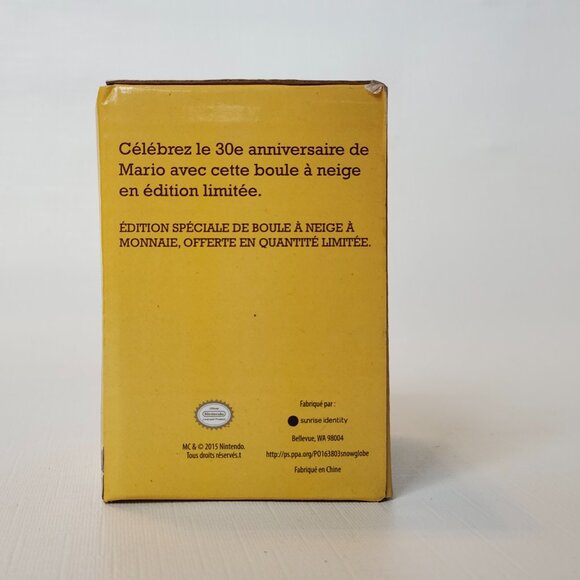 Célébrez le 30e anniversaire de
Mario avec cette boule à neige
en édition limitée.
ÉDITION SPÉCIALE DE BOULE À NEIGE À
MONNAIE, OFFERTE EN QUANTITÉ LIMITÉE.
Nintendo
MC & © 2015 Nintendo.
Tous droits réservés.t
Fabriqué par :
sunrise identity
Bellevue, WA 98004
http://ps.ppa.org/PO163803snowglobe
Fabriqué en Chine